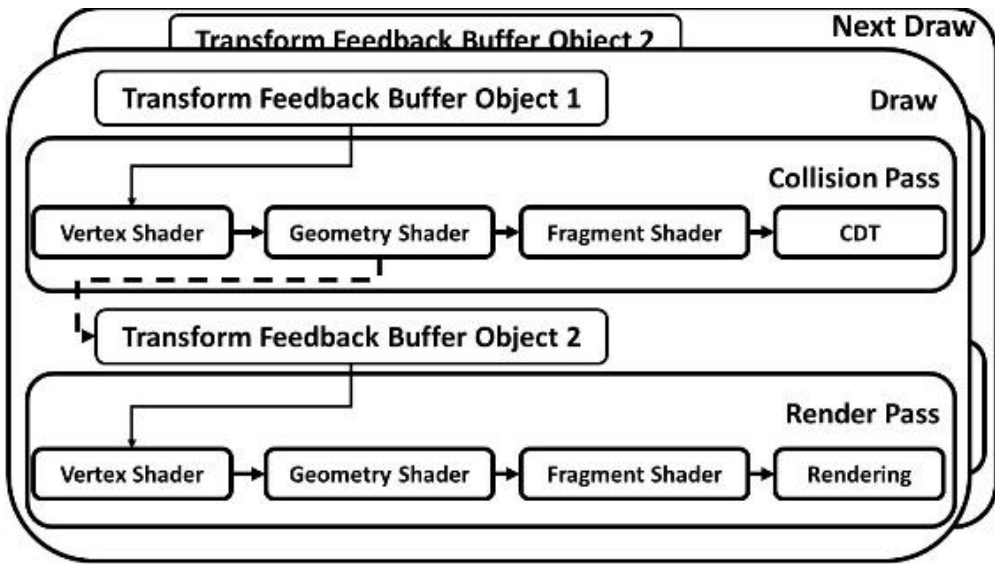 Transform Feedback Buffer Object 2
Next Draw
Transform Feedback Buffer Object 1
Draw
Collision Pass
Vertex Shader
Geometry Shader
Fragment Shader
CDT
Transform Feedback Buffer Object 2
Render Pass
Vertex Shader
Geometry Shader
Fragment Shader
Rendering